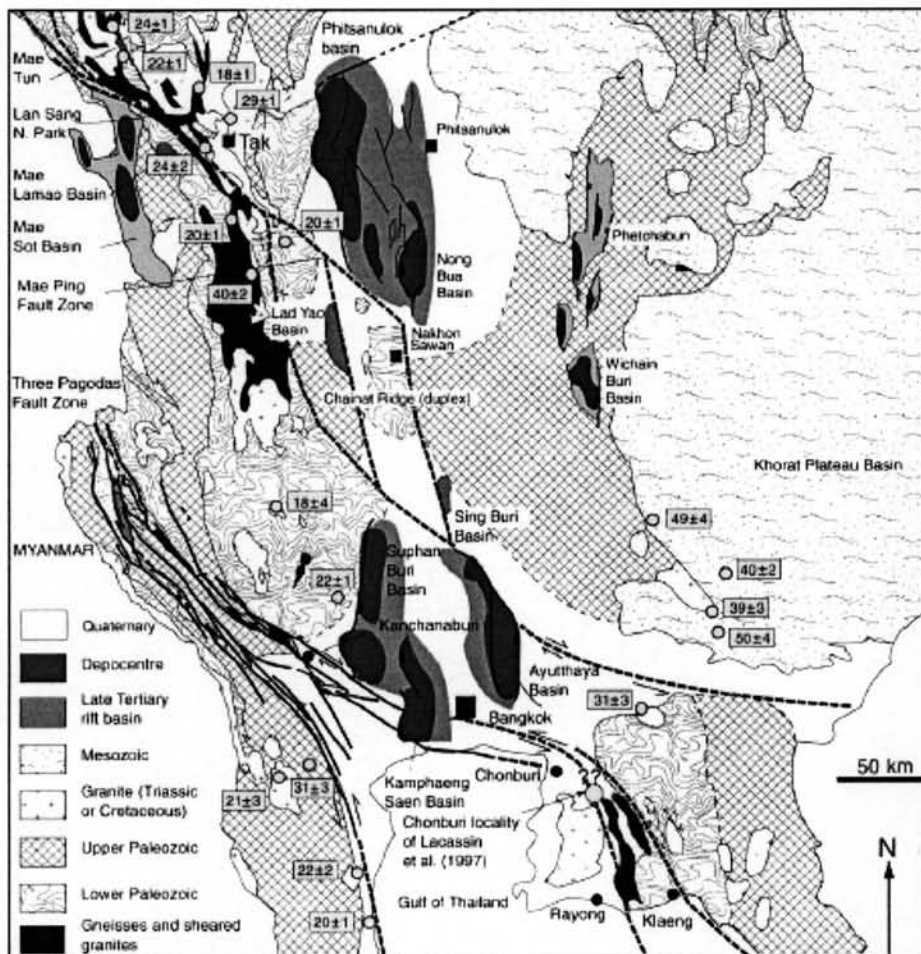 24±1
Mae
Tun
22±1
18±1
Phitsanulok
basin
29±1
Lan Sang
N. Park
Tak
Phitsanulok
24±2
Mae
Lamao Basin
Mae
Sot Basin
20±1
20±1
Phetchabun
Nong
Bua
Basin
Mae Ping
Fault Zone
40±2
Lad Yao
Basin
Nakhon
Sawan
Wichain
Buri
Basin
Three Pagodas
Fault Zone
Chainat Ridge (duplex)
Khorat Plateau Basin
18±4
Sing Buri
Basin
49±4
MYANMAR
Suphan
Buri
Basin
22±1
40±2
39±3
50±4
Kanchanaburi
Quaternary
Depocentre
Late Tertiary
rift basin
Mesozoic
Granite (Triassic
or Cretaceous)
Upper Paleozoic
Lower Paleozoic
Gneisses and sheared
granites
Ayutthaya
Basin
Bangkok
31±3
50 km
Kamphaeng
Saen Basin
Chonburi
??
21±3
31±3
Chonburi locality
of Lacassin
et al. (1997)
22±2
Gulf of Thailand
N
20±1
Rayong
Klaeng